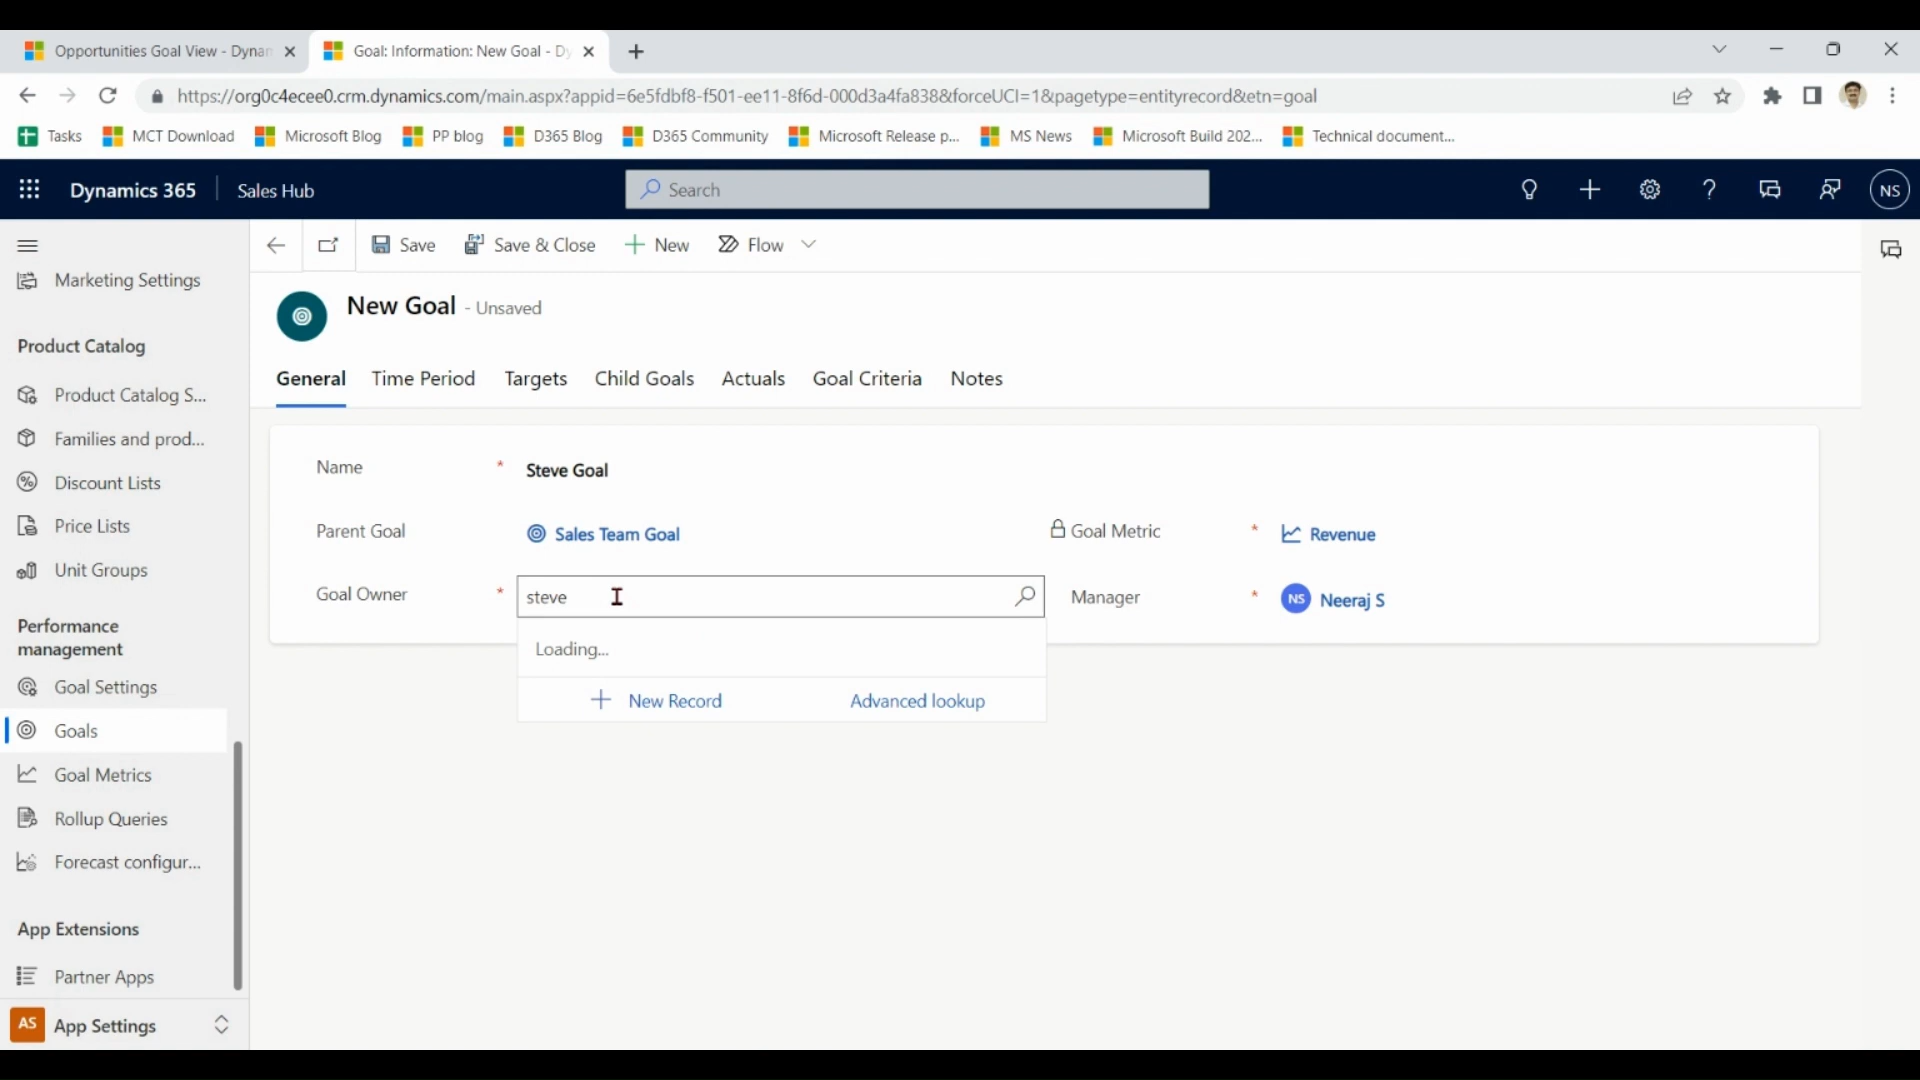 Opportunities Goal View - Dynan
Goal: Information: New Goal - Dy
https://org0c4ecee0.crm.dynamics.com/main.aspx?appid=6e5fdbf8-f501-ee11-8f6d-000d3a4fa838&forceUCI=1&pagetype=entityrecord&etn=goal
Tasks MCT Download Microsoft Blog PP blog D365 Blog D365 Community Microsoft Release p... MS News Microsoft Build 202... Technical document...
Dynamics 365 Sales Hub Search NS
Save Save & Close New Flow
Marketing Settings
Product Catalog
Product Catalog S...
Families and prod...
Discount Lists
Price Lists
Unit Groups
Performance
management
Goal Settings
Goals
Goal Metrics
Rollup Queries
Forecast configur...
App Extensions
Partner Apps
AS App Settings
New Goal - Unsaved
General Time Period Targets Child Goals Actuals Goal Criteria Notes
Name * Steve Goal
Parent Goal Sales Team Goal Goal Metric * Revenue
Goal Owner * steve Manager * NS Neeraj S
Loading...
New Record Advanced lookup